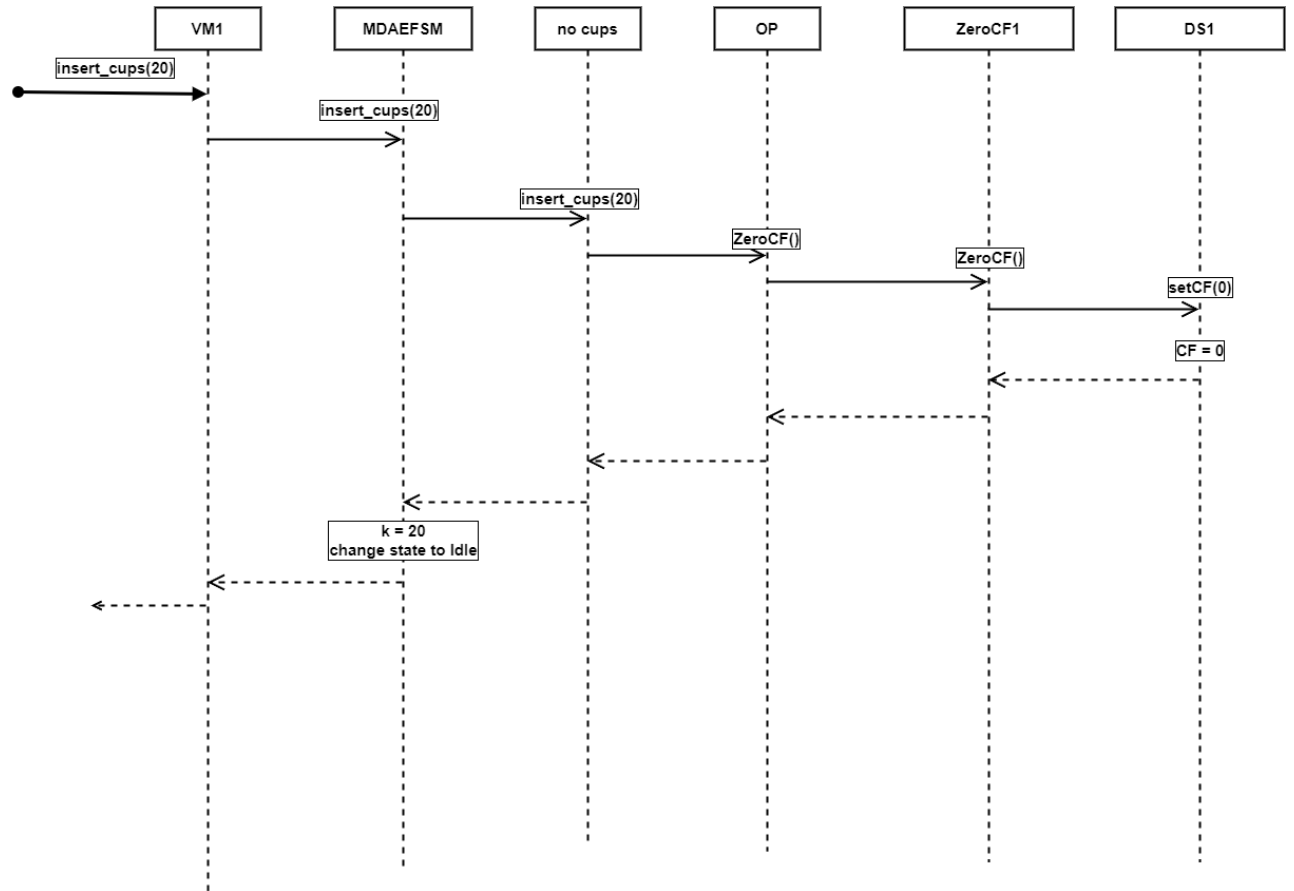 VM1
MDAEFSM
no cups
OP
ZeroCF1
DS1
insert_cups(20)
insert_cups(20)
insert_cups(20)
ZeroCF()
ZeroCF()
setCF(0)
CF = 0
k = 20
change state to Idle